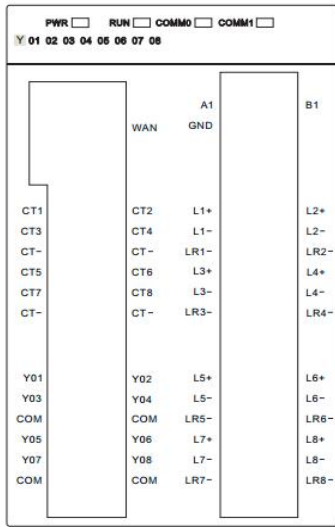 PWR RUN COMM0 COMM1
Y 01 02 03 04 05 06 07 08
A1 B1
WAN GND
CT1 CT2 L1+ L2+
CT3 CT4 L1- L2-
CT- CT- LR1- LR2-
CT5 CT6 L3+ L4+
CT7 CT8 L3- L4-
CT- CT- LR3- LR4-
Y01 Y02 L5+ L6+
Y03 Y04 L5- L6-
COM COM LR5- LR6-
Y05 Y06 L7+ L8+
Y07 Y08 L7- L8-
COM COM LR7- LR8-